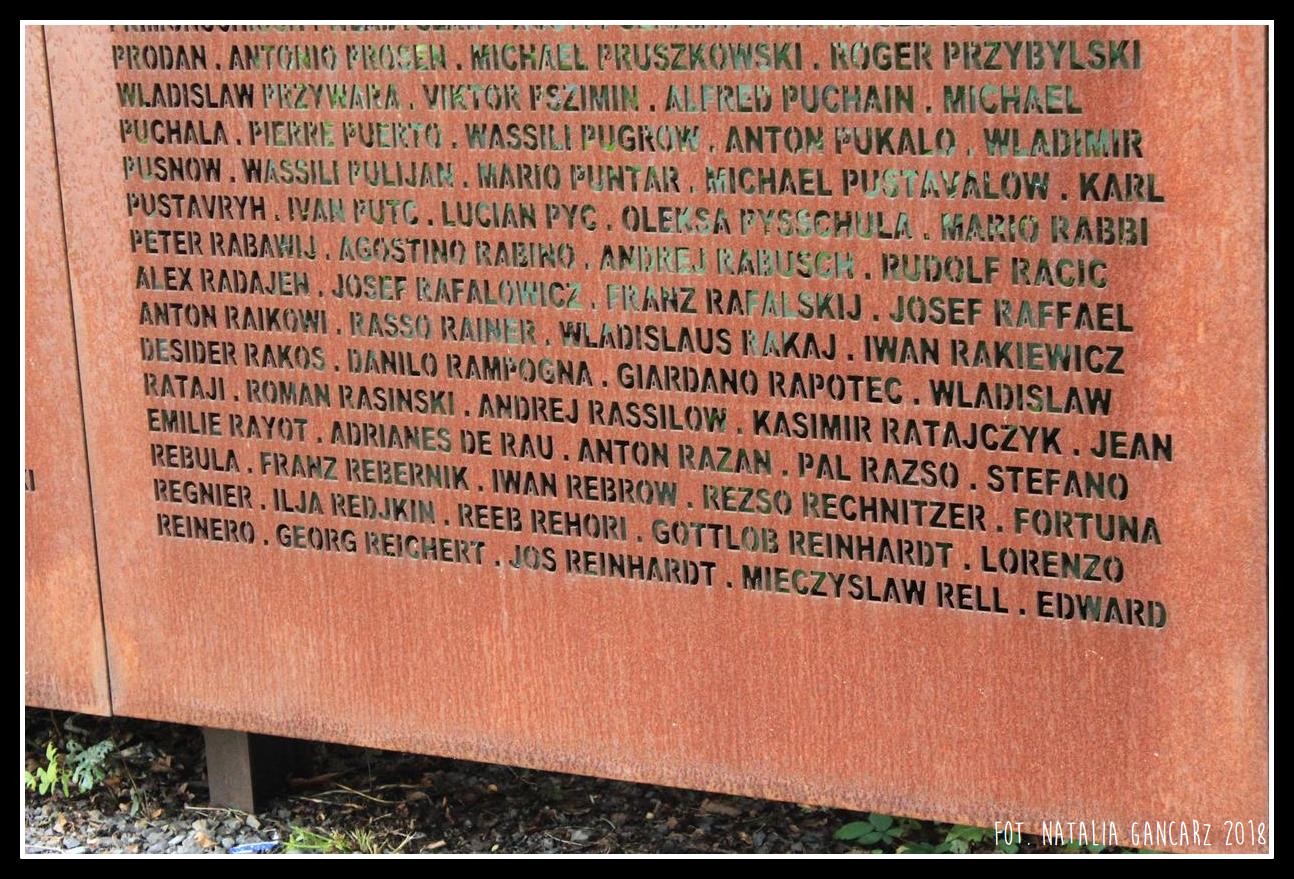 PRODAN . ANTONIO PROSEN . MICHAEL PRUSZKOWSKI . ROGER PRZYBYLSKI
WLADISLAW PRZYWARA . VIKTOR PSZIMIN . ALFRED PUCHAIN . MICHAEL
PUCHALA . PIERRE PUERTO . WASSILI PUGROW . ANTON PUKALO . WLADIMIR
PUSNOW . WASSILI PULIJAN . MARIO PUNTAR . MICHAEL PUSTAVALOW . KARL
PUSTAVRYH . IVAN PUTC . LUCIAN PYC . OLEKSA PYSSCHULA . MARIO RABBI
PETER RABAWIJ . AGOSTINO RABINO . ANDREJ RABUSCH . RUDOLF RACIC
ALEX RADAJEH . JOSEF RAFALOWICZ . FRANZ RAFALSKIJ . JOSEF RAFFAEL
ANTON RAIKOWI . RASSO RAINER . WLADISLAUS RAKAJ . IWAN RAKIEWICZ
DESIDER RAKOS . DANILO RAMPOGNA . GIARDANO RAPOTEC . WLADISLAW
RATAJI . ROMAN RASINSKI . ANDREJ RASSILOW . KASIMIR RATAJCZYK . JEAN
EMILIE RAYOT . ADRIANES DE RAU . ANTON RAZAN . PAL RAZSO . STEFANO
REBULA . FRANZ REBERNIK . IWAN REBROW . REZSO RECHNITZER . FORTUNA
REGNIER . ILJA REDJKIN . REEB REHORI . GOTTLOB REINHARDT . LORENZO
REINERO . GEORG REICHERT . JOS REINHARDT . MIECZYSLAW RELL . EDWARD
FOT. NATALIA GANCARZ 2018